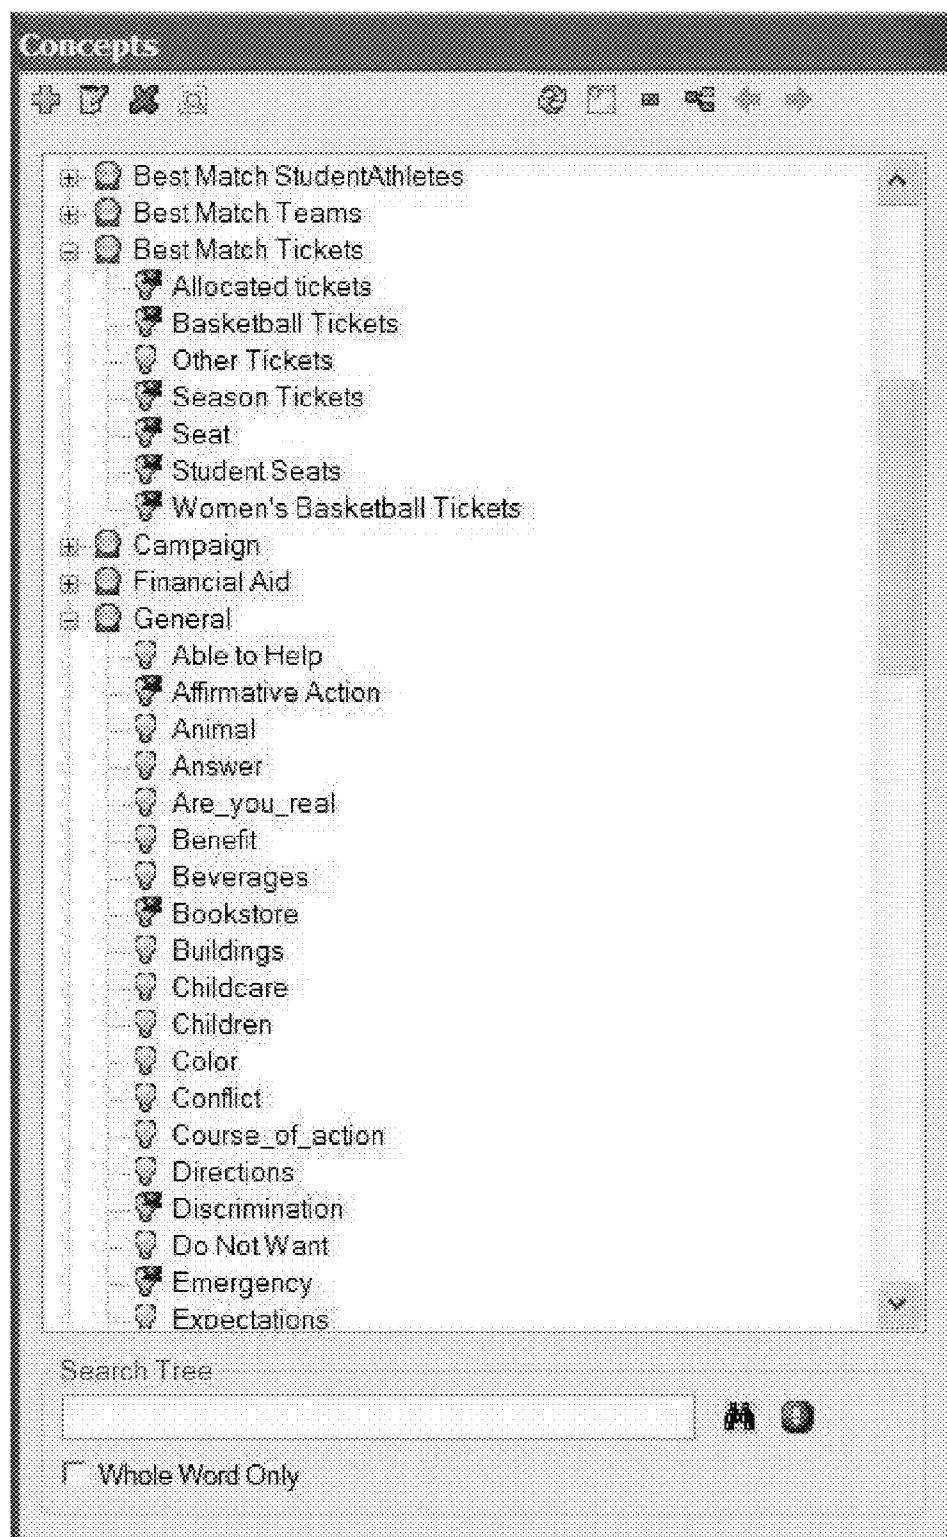 Concepts
Best Match StudentAthletes
Best Match Teams
Best Match Tickets
Allocated tickets
Basketball Tickets
Other Tickets
Season Tickets
Seat
Student Seats
Women's Basketball Tickets
Campaign
Financial Aid
General
Able to Help
Affirmative Action
Animal
Answer
Are_you_real
Benefit
Beverages
Bookstore
Buildings
Childcare
Children
Color
Conflict
Course_of_action
Directions
Discrimination
Do Not Want
Emergency
Expectations
Search Tree
Whole Word Only